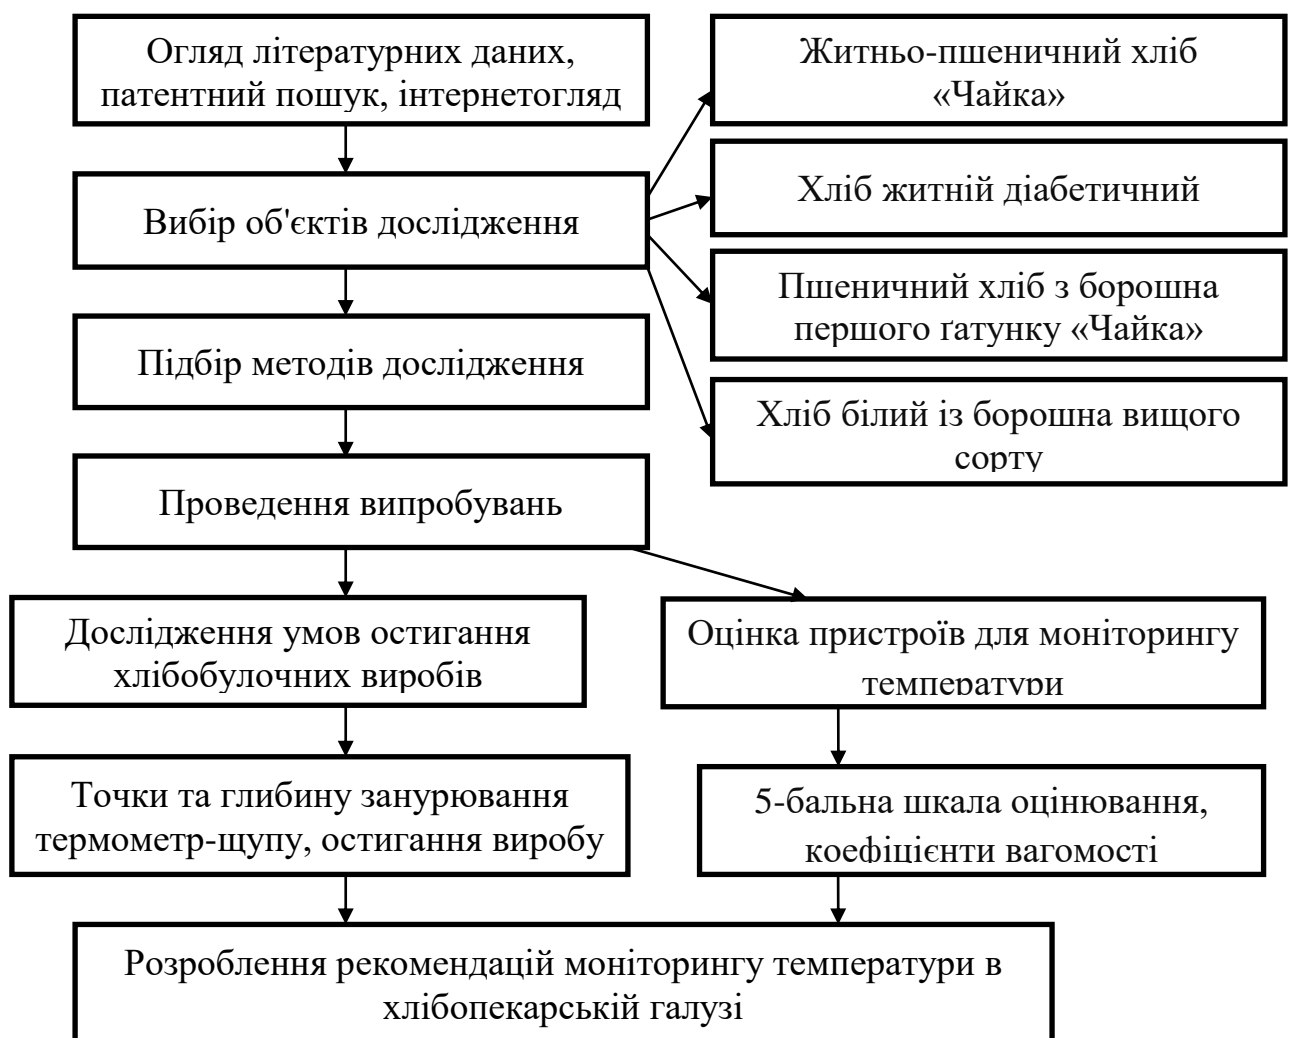 Огляд літературних даних,
патентний пошук, інтернетогляд
Житньо-пшеничний хліб
«Чайка»
Вибір об'єктів дослідження
Хліб житній діабетичний
Пшеничний хліб з борошна
першого ґатунку «Чайка»
Підбір методів дослідження
Хліб білий із борошна вищого
сорту
Проведення випробувань
Дослідження умов остигання
хлібобулочних виробів
Оцінка пристроїв для моніторингу
температури
Точки та глибину занурювання
термометр-щупу, остигання виробу
5-бальна шкала оцінювання,
коефіцієнти вагомості
Розроблення рекомендацій моніторингу температури в
хлібопекарській галузі